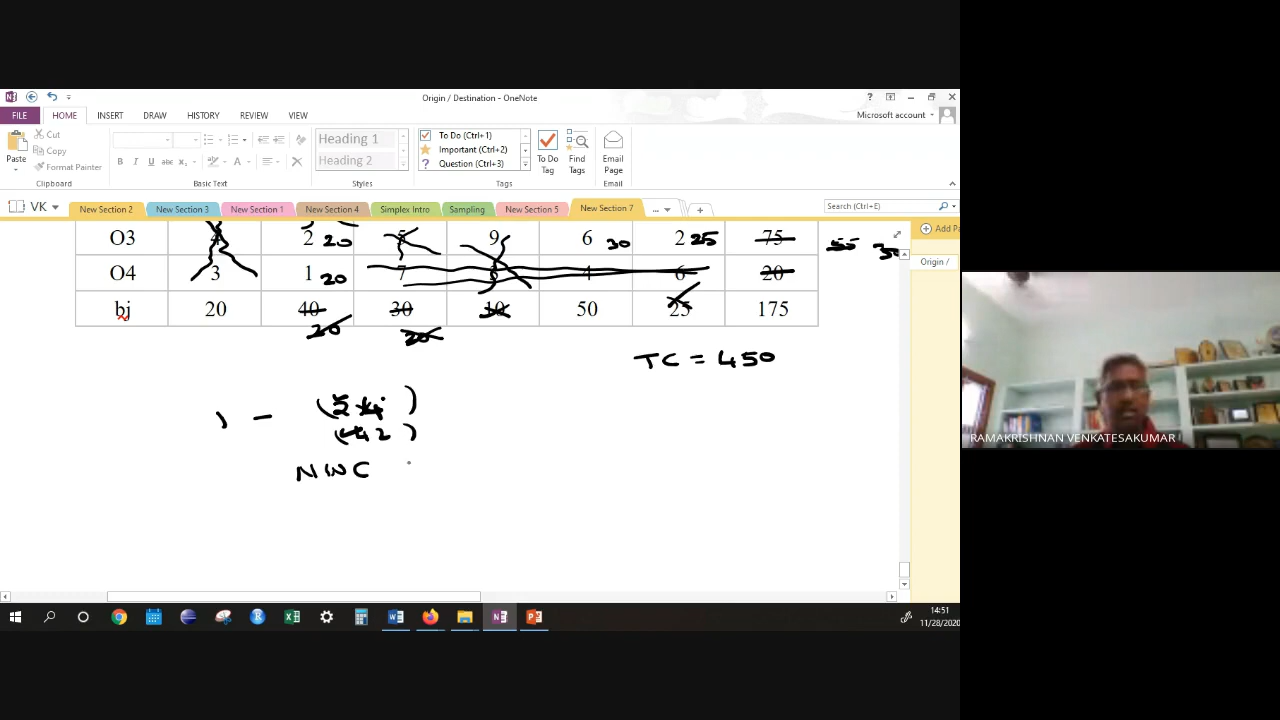 Origin / Destination - OneNote
Microsoft account
FILE HOME INSERT DRAW HISTORY REVIEW VIEW
Paste
Cut
Copy
Format Painter
Clipboard
B I U abc
Basic Text
Heading 1
Heading 2
Styles
To Do (Ctrl+1)
Important (Ctrl+2)
Question (Ctrl+3)
Tags
To Do Tag
Find Tags
Email Page
Email
VK New Section 2 New Section 3 New Section 1 New Section 4 Simplex Intro Sampling New Section 5 New Section 7 ...
Search (Ctrl+E)
Add Pa
Origin /
O3 4 2 20 5 9 6 30 2 25 75 55 30
O4 3 1 20 7 4 6 20
bj 20 40 30 10 50 25 175
20 20
TC = 450
NWC
14:51
11/28/2020
RAMAKRISHNAN VENKATESAKUMAR